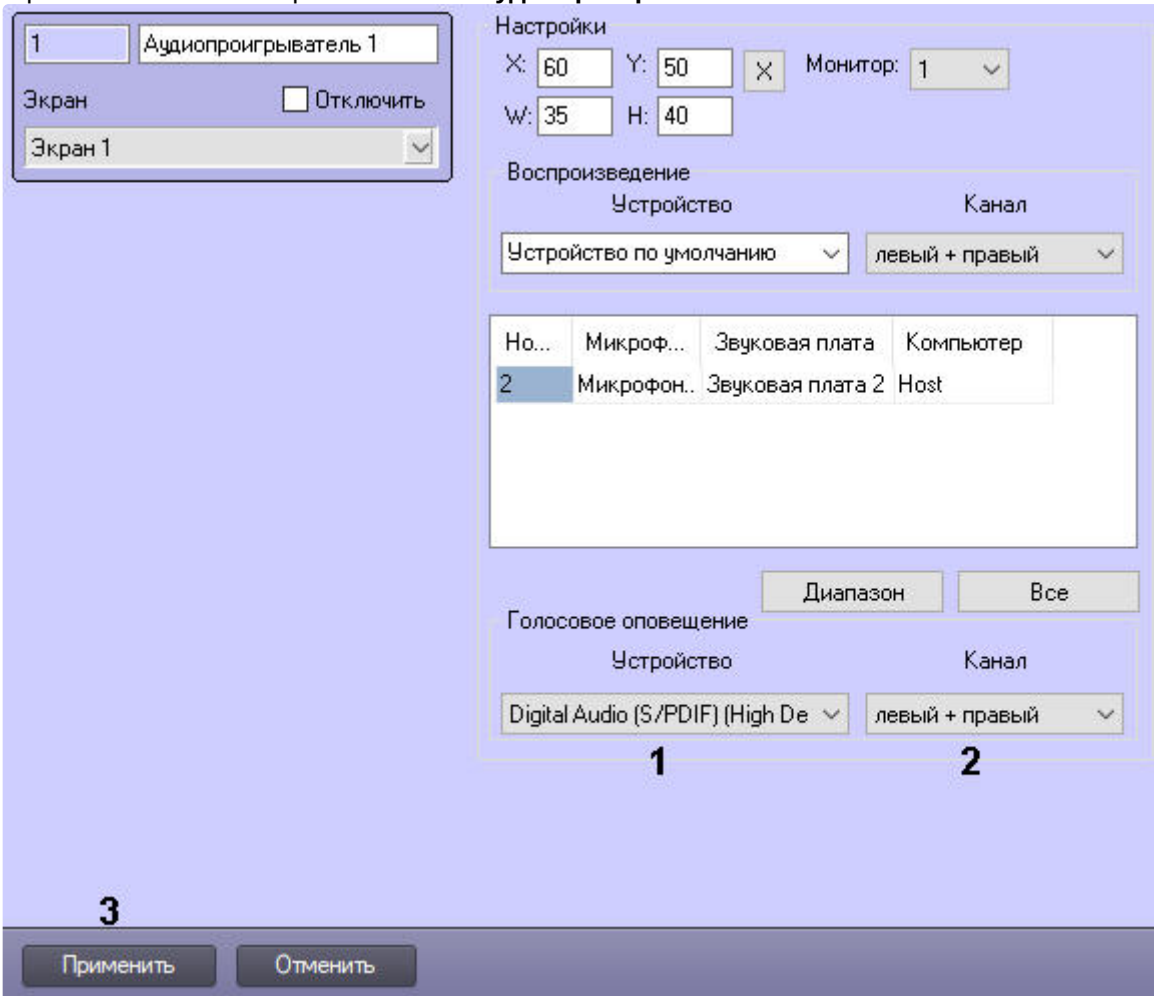 1 Аудиопроигрыватель 1
Экран Отключить
Экран 1
Настройки
X: 60 Y: 50 X Монитор: 1
W: 35 H: 40
Воспроизведение
Устройство Канал
Устройство по умолчанию левый + правый
Но... Микроф... Звуковая плата Компьютер
2 Микрофон.. Звуковая плата 2 Host
Диапазон Все
Голосовое оповещение
Устройство Канал
Digital Audio (S/PDIF) (High De левый + правый
1 2
3
Применить Отменить